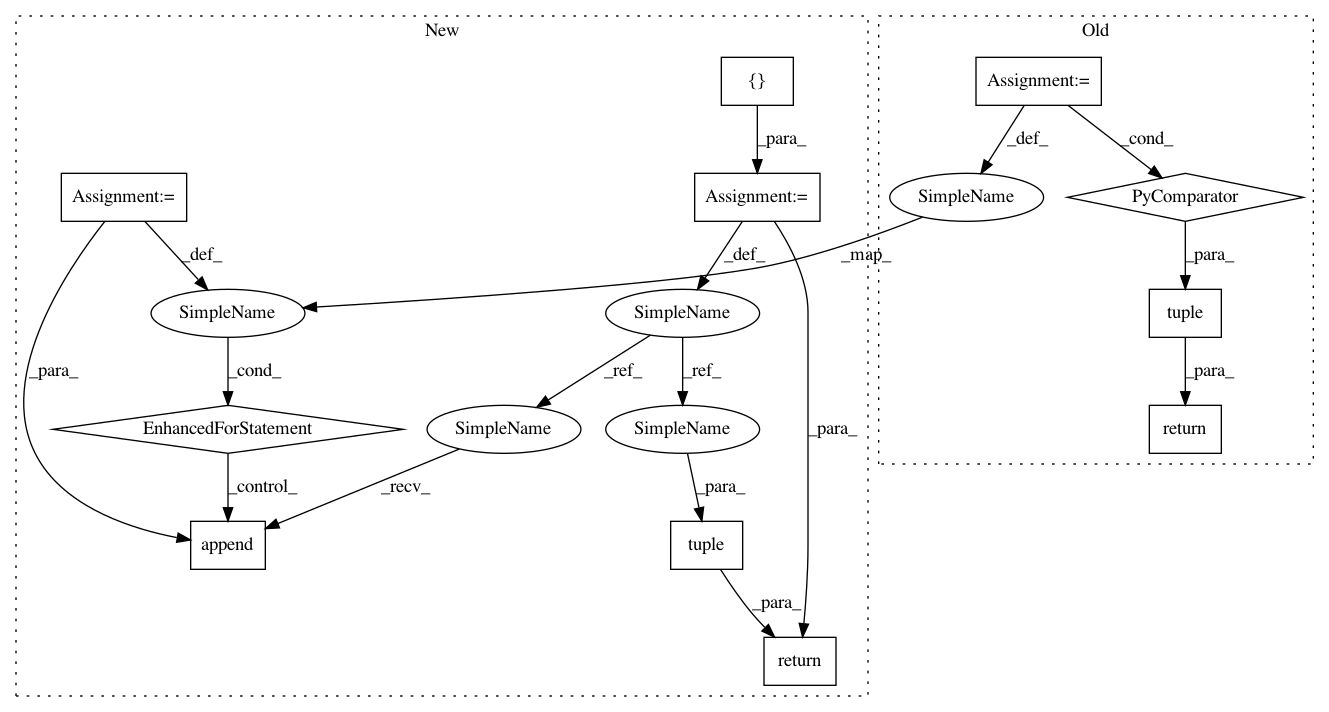 New
Old
{}
Assignment:=
_para_
_def_
_cond_
Assignment:=
Assignment:=
SimpleName
PyComparator
_def_
_def_
_map_
_para_
SimpleName
SimpleName
tuple
_para_
_cond_
_ref_
_ref_
_para_
EnhancedForStatement
SimpleName
SimpleName
_para_
return
_control_
_recv_
_para_
append
tuple
_para_
return